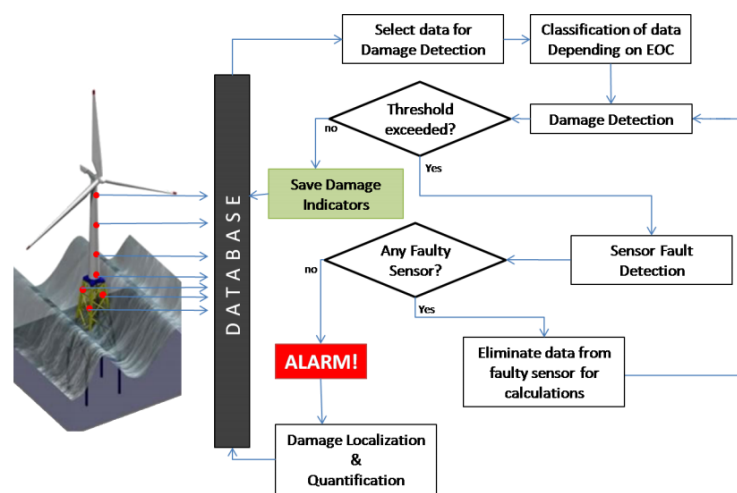 Select data for
Damage Detection
Classification of data
Depending on EOC
Threshold
exceeded?
Damage Detection
no
Yes
Save Damage
Indicators
DATABASE
Any Faulty
Sensor?
Sensor Fault
Detection
no
Yes
ALARM!
Eliminate data from
faulty sensor for
calculations
Damage Localization
&
Quantification